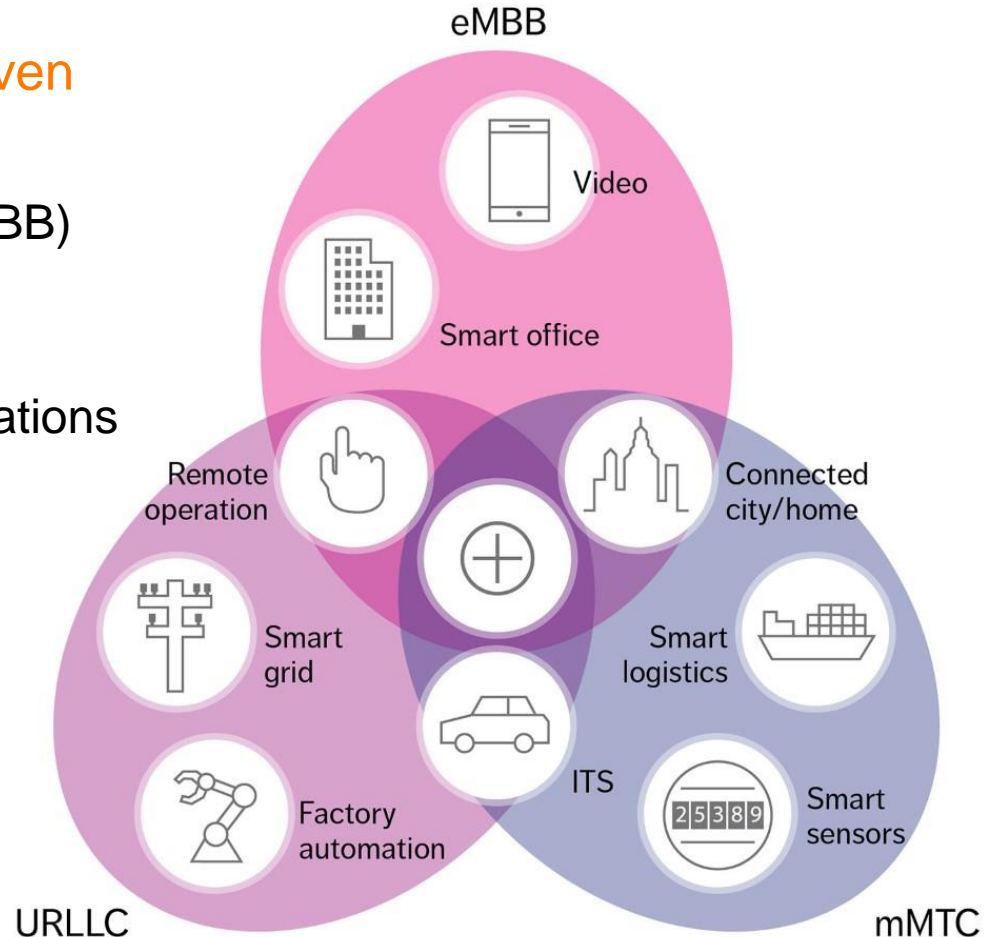 eMBB
ven
Video
BB)
Smart office
ations
Remote
operation
Connected
city/home
Smart
grid
Smart
logistics
ITS
Factory
automation
25389
Smart
sensors
URLLC
mMTC